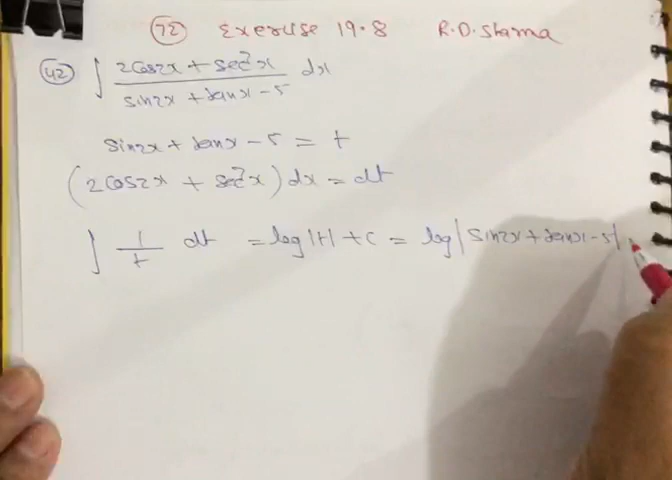 72 Exercise 19.8 R.D. Sharma
42 ∫ (2cos2x + sec²x)/(sin2x + tanx - 5) dx
sin2x + tanx - 5 = t
(2cos2x + sec²x) dx = dt
∫ 1/t dt = log|t| + c = log|sin2x + tanx - 5|